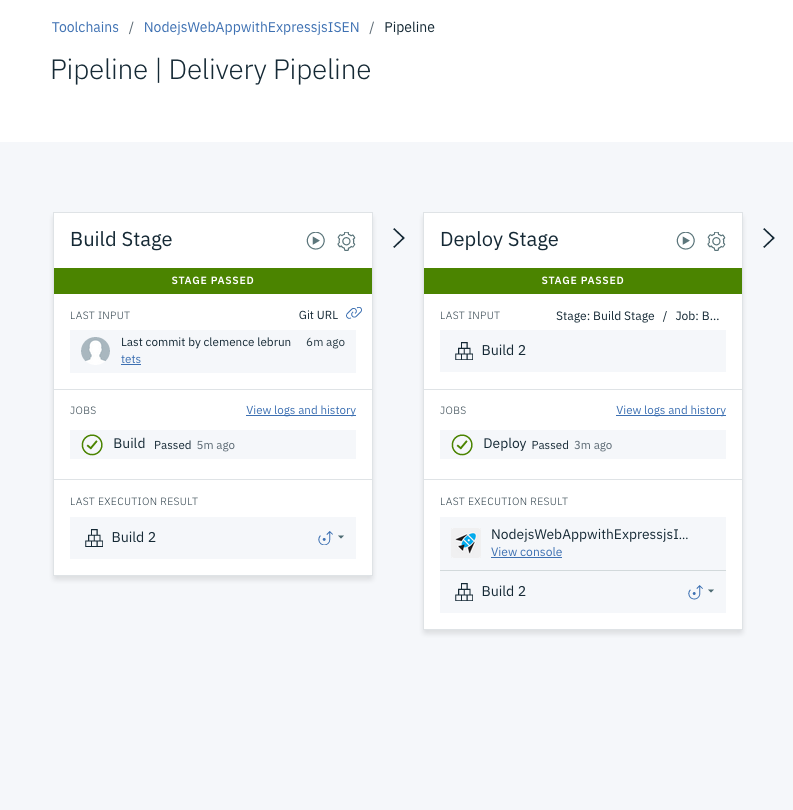 Toolchains / NodejsWebAppwithExpressjsISEN / Pipeline
Pipeline | Delivery Pipeline
Build Stage
STAGE PASSED
LAST INPUT Git URL
Last commit by clemence lebrun 6m ago
tets
JOBS View logs and history
Build Passed 5m ago
LAST EXECUTION RESULT
Build 2
Deploy Stage
STAGE PASSED
LAST INPUT Stage: Build Stage / Job: B...
Build 2
JOBS View logs and history
Deploy Passed 3m ago
LAST EXECUTION RESULT
NodejsWebAppwithExpressjsI...
View console
Build 2